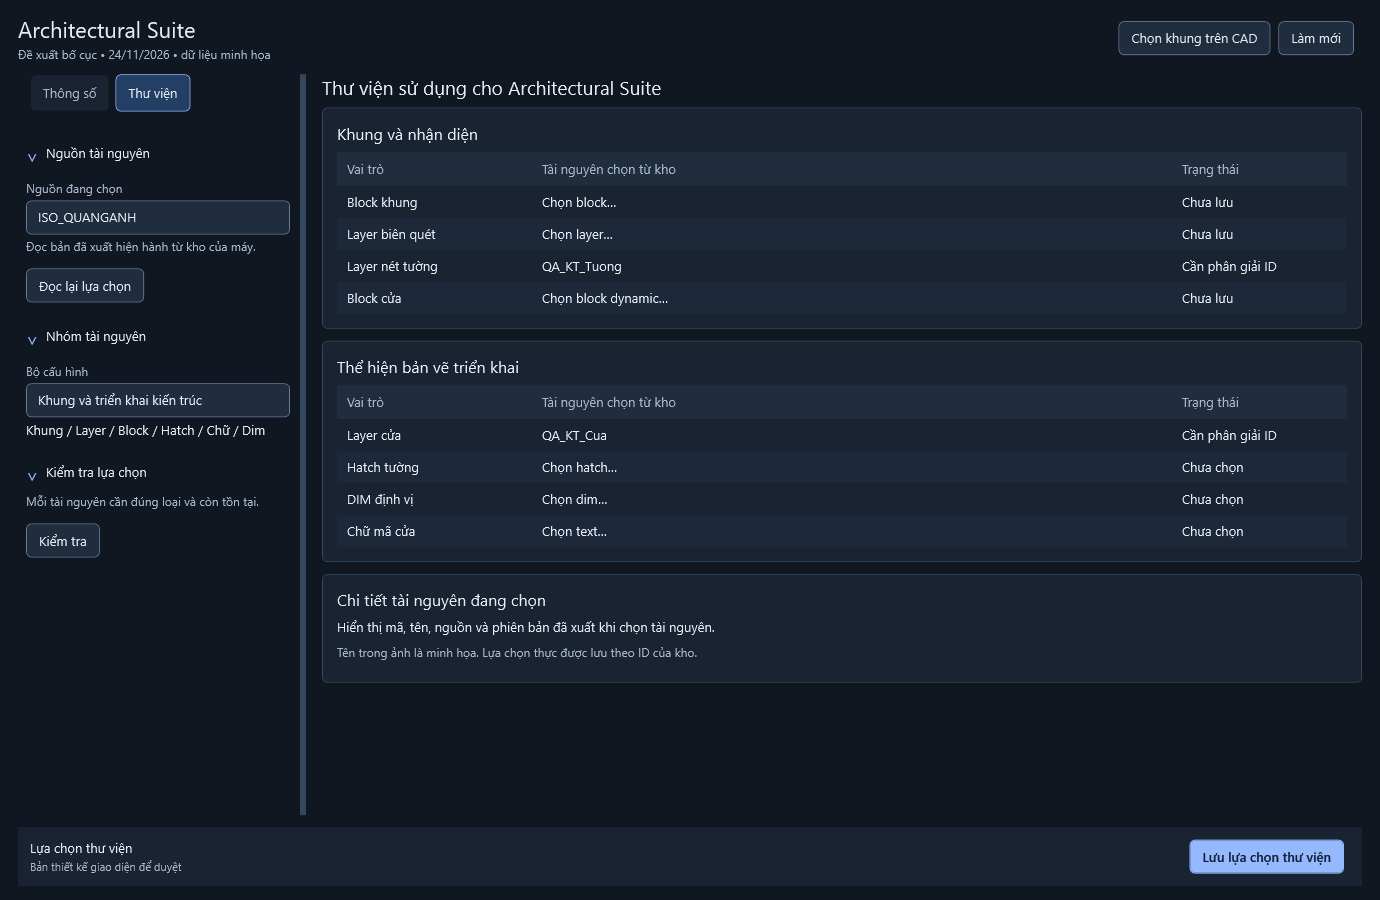 Architectural Suite
Đề xuất bố cục • 24/11/2026 • dữ liệu minh họa
Chọn khung trên CAD
Làm mới
Thông số
Thư viện
Nguồn tài nguyên
Nguồn đang chọn
ISO_QUANGANH
Đọc bản đã xuất hiện hành từ kho của máy.
Đọc lại lựa chọn
Nhóm tài nguyên
Bộ cấu hình
Khung và triển khai kiến trúc
Khung / Layer / Block / Hatch / Chữ / Dim
Kiểm tra lựa chọn
Mỗi tài nguyên cần đúng loại và còn tồn tại.
Kiểm tra
Thư viện sử dụng cho Architectural Suite
Khung và nhận diện
Vai trò Tài nguyên chọn từ kho Trạng thái
Block khung Chọn block... Chưa lưu
Layer biên quét Chọn layer... Chưa lưu
Layer nét tường QA_KT_Tuong Cần phân giải ID
Block cửa Chọn block dynamic... Chưa lưu
Thể hiện bản vẽ triển khai
Vai trò Tài nguyên chọn từ kho Trạng thái
Layer cửa QA_KT_Cua Cần phân giải ID
Hatch tường Chọn hatch... Chưa chọn
DIM định vị Chọn dim... Chưa chọn
Chữ mã cửa Chọn text... Chưa chọn
Chi tiết tài nguyên đang chọn
Hiển thị mã, tên, nguồn và phiên bản đã xuất khi chọn tài nguyên.
Tên trong ảnh là minh họa. Lựa chọn thực được lưu theo ID của kho.
Lựa chọn thư viện
Bản thiết kế giao diện để duyệt
Lưu lựa chọn thư viện